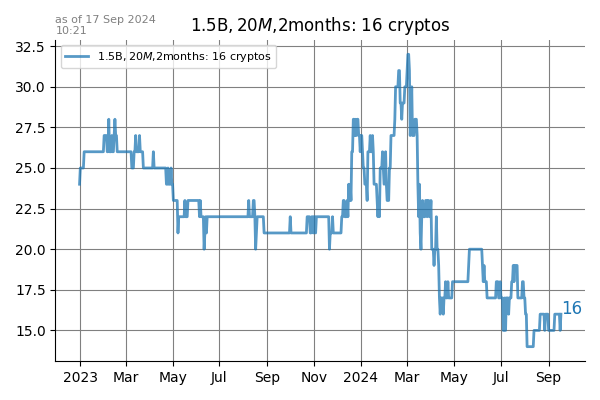 as of 17 Sep 2024
10:21
1.5B, 20M,2months: 16 cryptos
1.5B, 20M,2months: 16 cryptos
32.5
30.0
27.5
25.0
22.5
20.0
17.5
15.0
16
2023 Mar May Jul Sep Nov 2024 Mar May Jul Sep